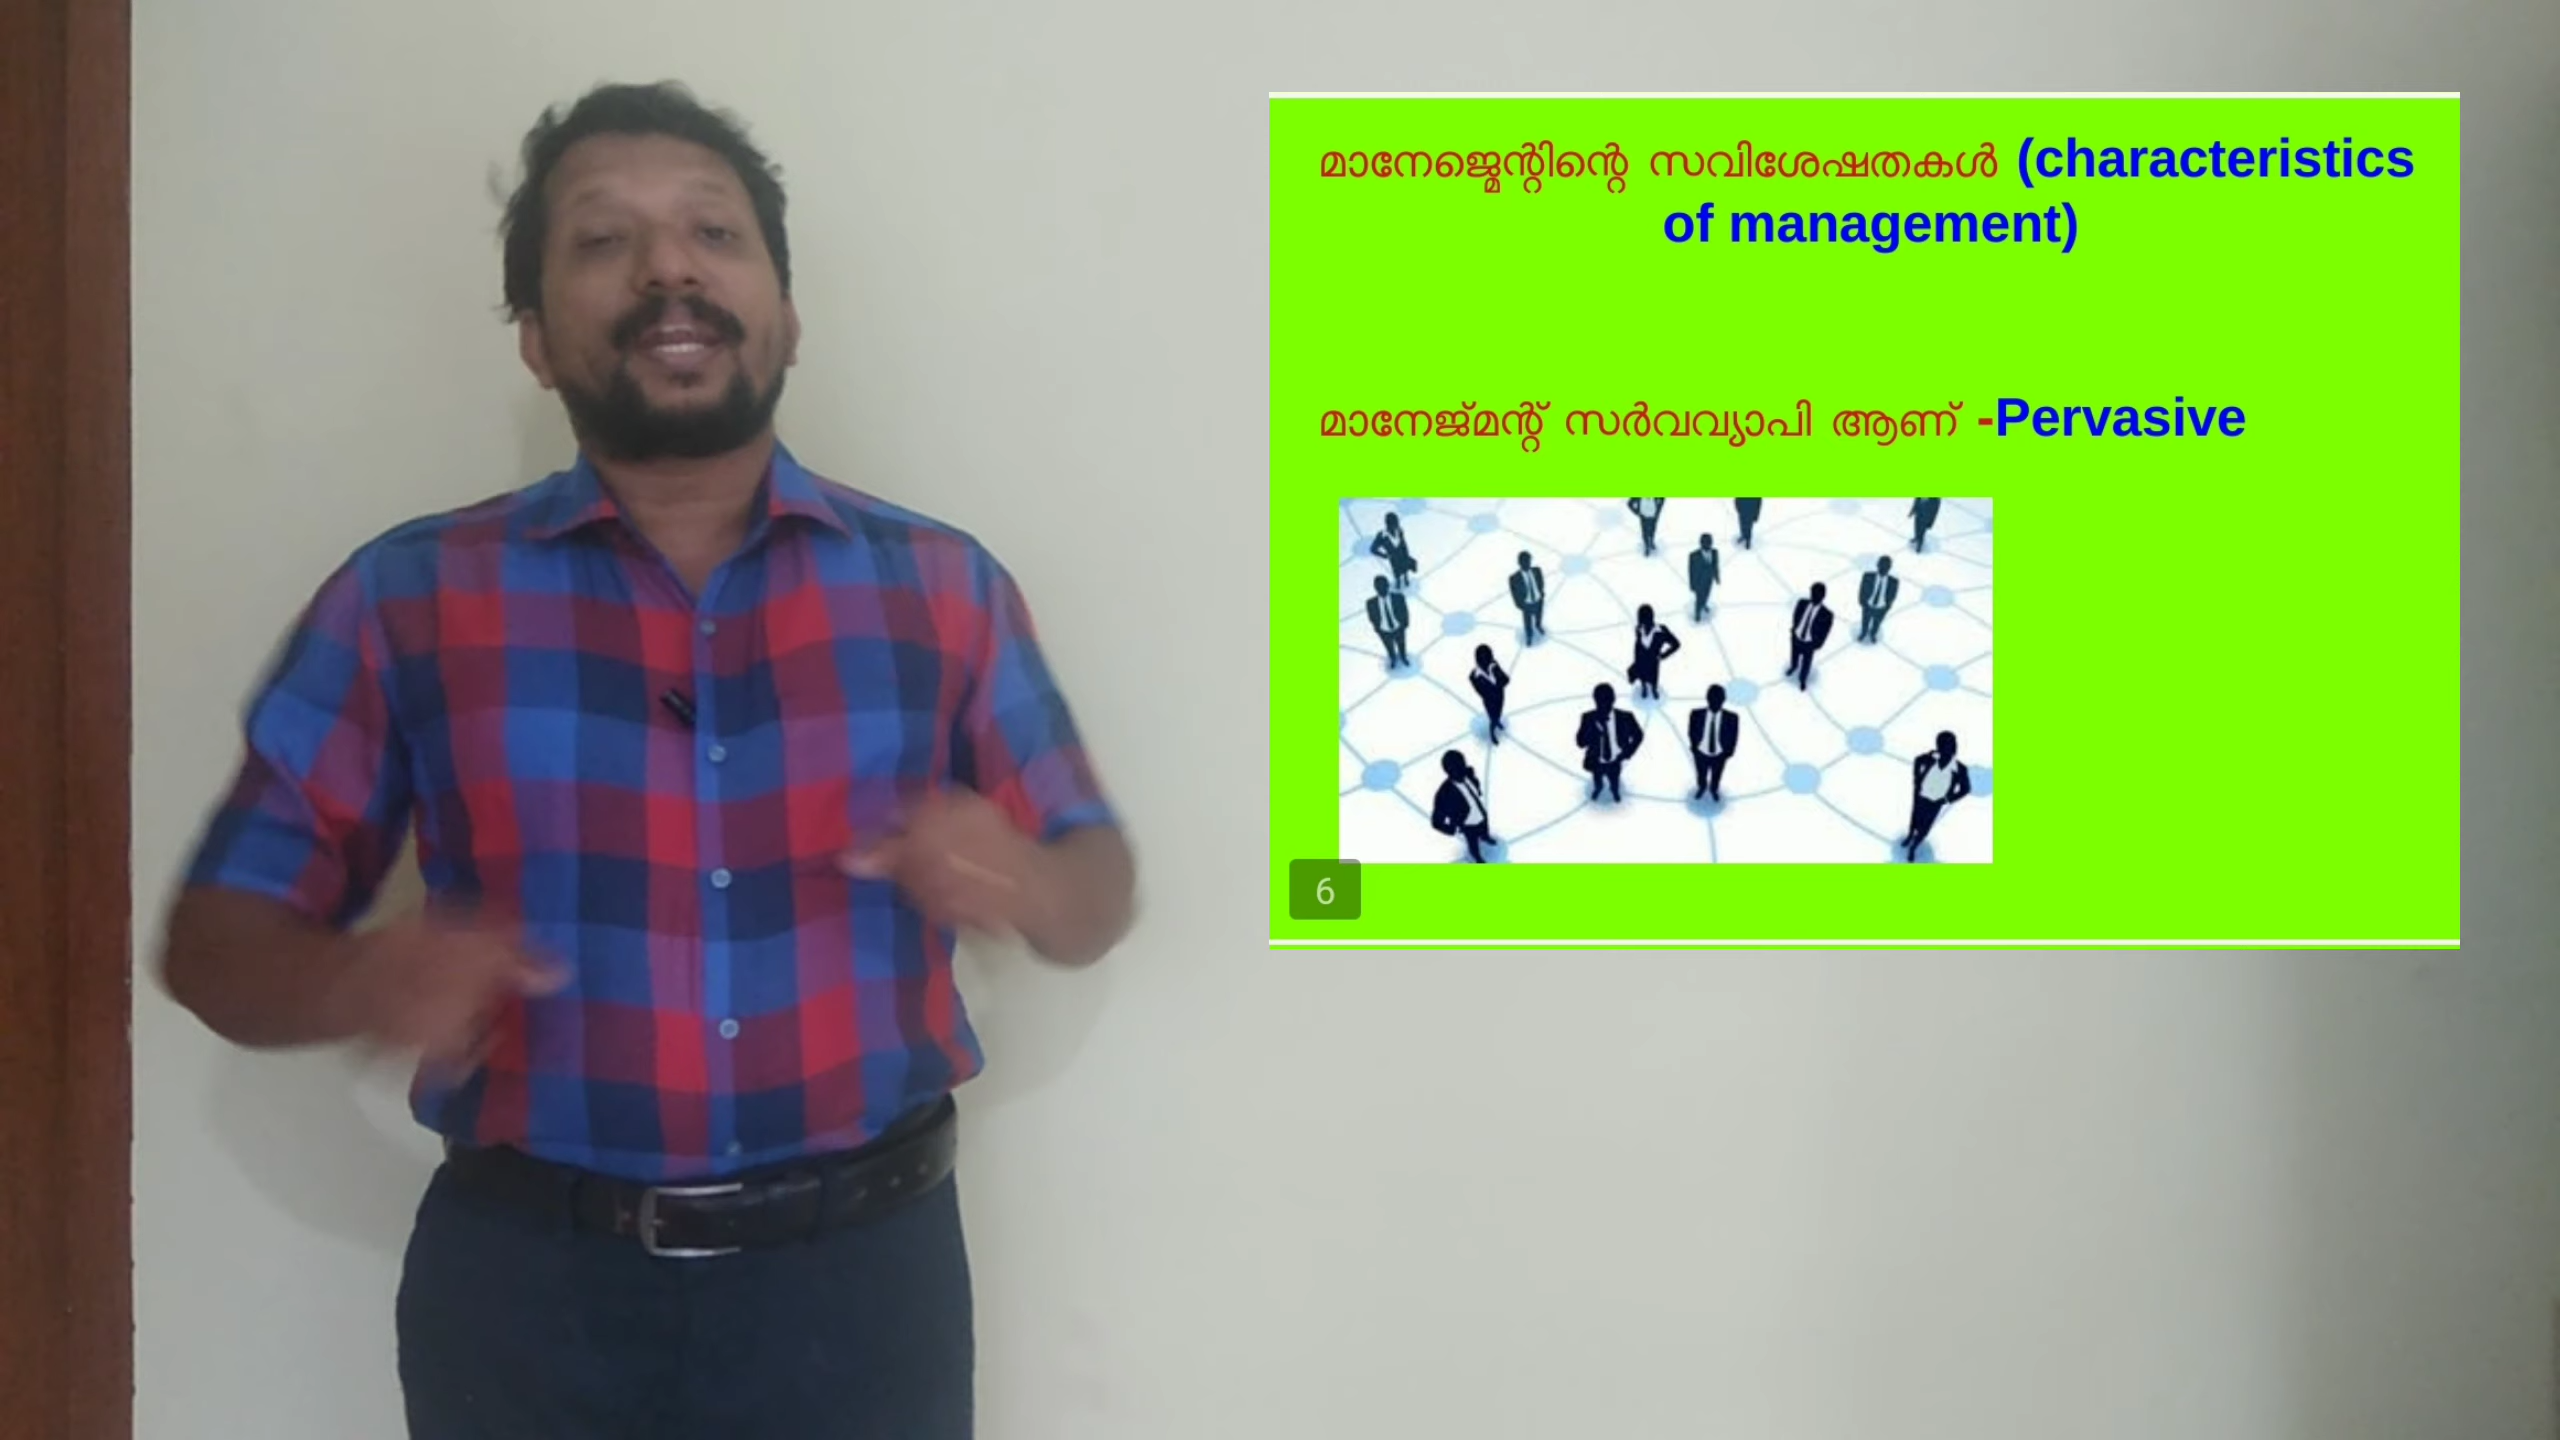 മാനേജ്മെന്റിന്റെ സവിശേഷതകൾ (characteristics
of management)
മാനേജ്മന്റ് സർവവ്യാപി ആണ് -Pervasive
6